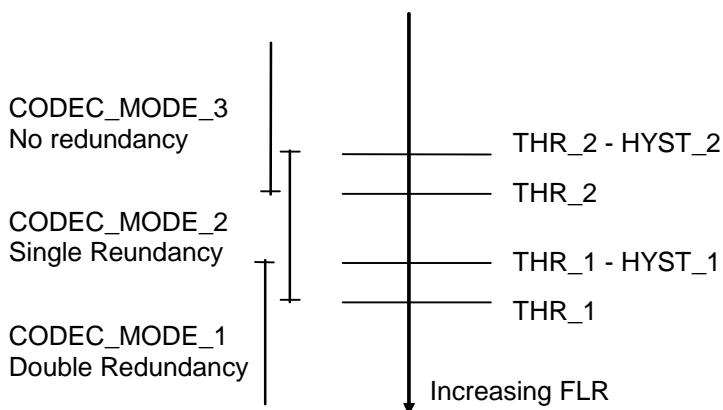 CODEC_MODE_3
No redundancy
THR_2 - HYST_2
THR_2
CODEC_MODE_2
Single Reundancy
THR_1 - HYST_1
THR_1
CODEC_MODE_1
Double Redundancy
Increasing FLR